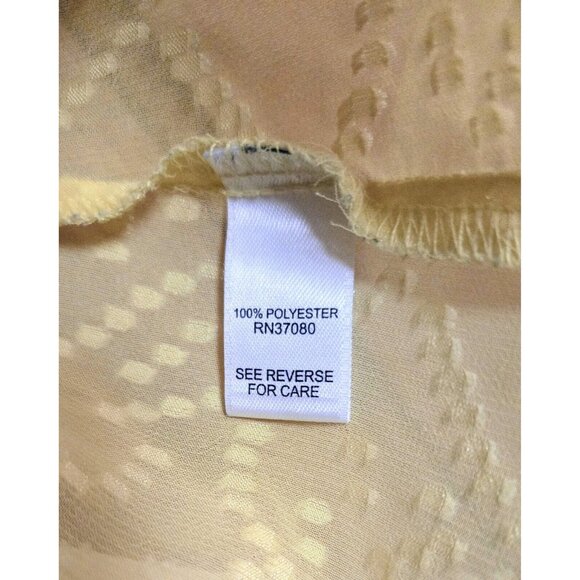 100% POLYESTER
RN37080
SEE REVERSE
FOR CARE